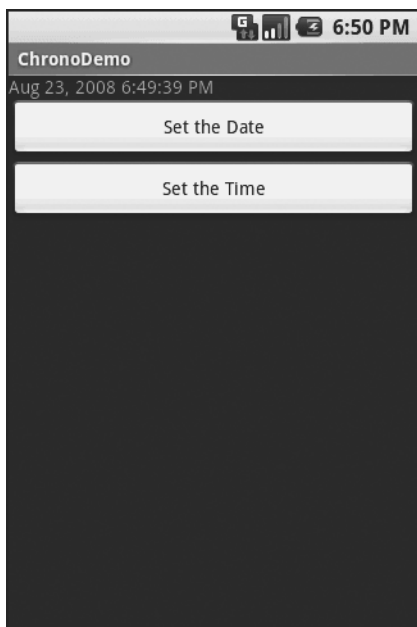 G
6:50 PM
ChronoDemo
Aug 23, 2008 6:49:39 PM
Set the Date
Set the Time